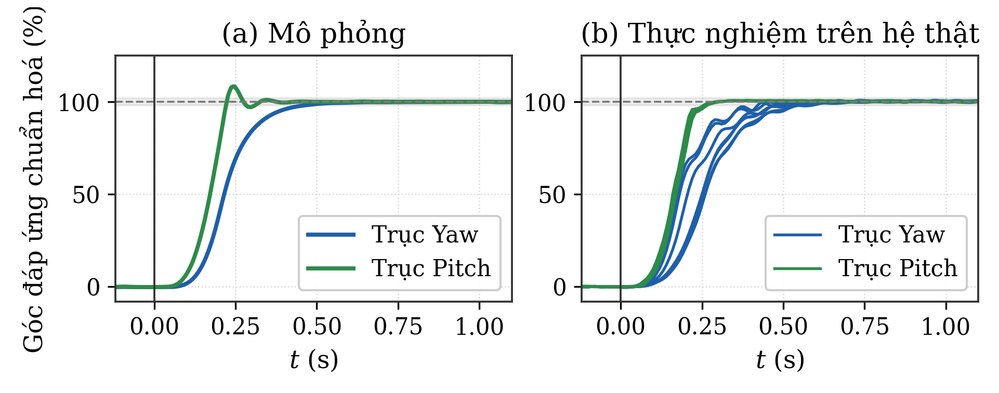 Góc đáp ứng chuẩn hoá (%)
(a) Mô phỏng
100
50
0
Trục Yaw
Trục Pitch
0.00 0.25 0.50 0.75 1.00
t (s)
(b) Thực nghiệm trên hệ thật
100
50
0
Trục Yaw
Trục Pitch
0.00 0.25 0.50 0.75 1.00
t (s)